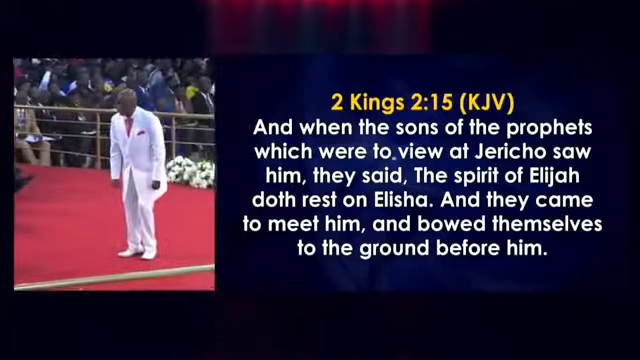 2 Kings 2:15 (KJV)
And when the sons of the prophets
which were to view at Jericho saw
him, they said, The spirit of Elijah
doth rest on Elisha. And they came
to meet him, and bowed themselves
to the ground before him.